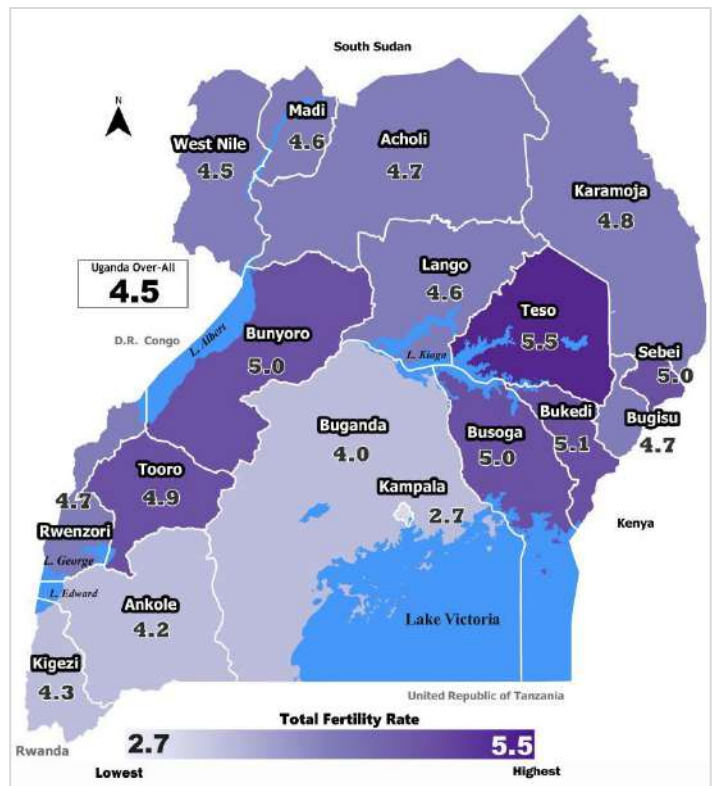 South Sudan
N
Madi
4.6
West Nile
4.5
Acholi
4.7
Karamoja
4.8
Uganda Over-All
4.5
Lango
4.6
Teso
5.5
D.R. Congo
L. Albert
Bunyoro
5.0
L. Kioga
Sebei
5.0
Bukedi
5.1
Bugisu
4.7
Buganda
4.0
Busoga
5.0
Tooro
4.9
Kampala
2.7
4.7
Rwenzori
Kenya
L. George
L. Edward
Ankole
4.2
Lake Victoria
Kigezi
4.3
United Republic of Tanzania
Total Fertility Rate
Rwanda
2.7
5.5
Lowest
Highest